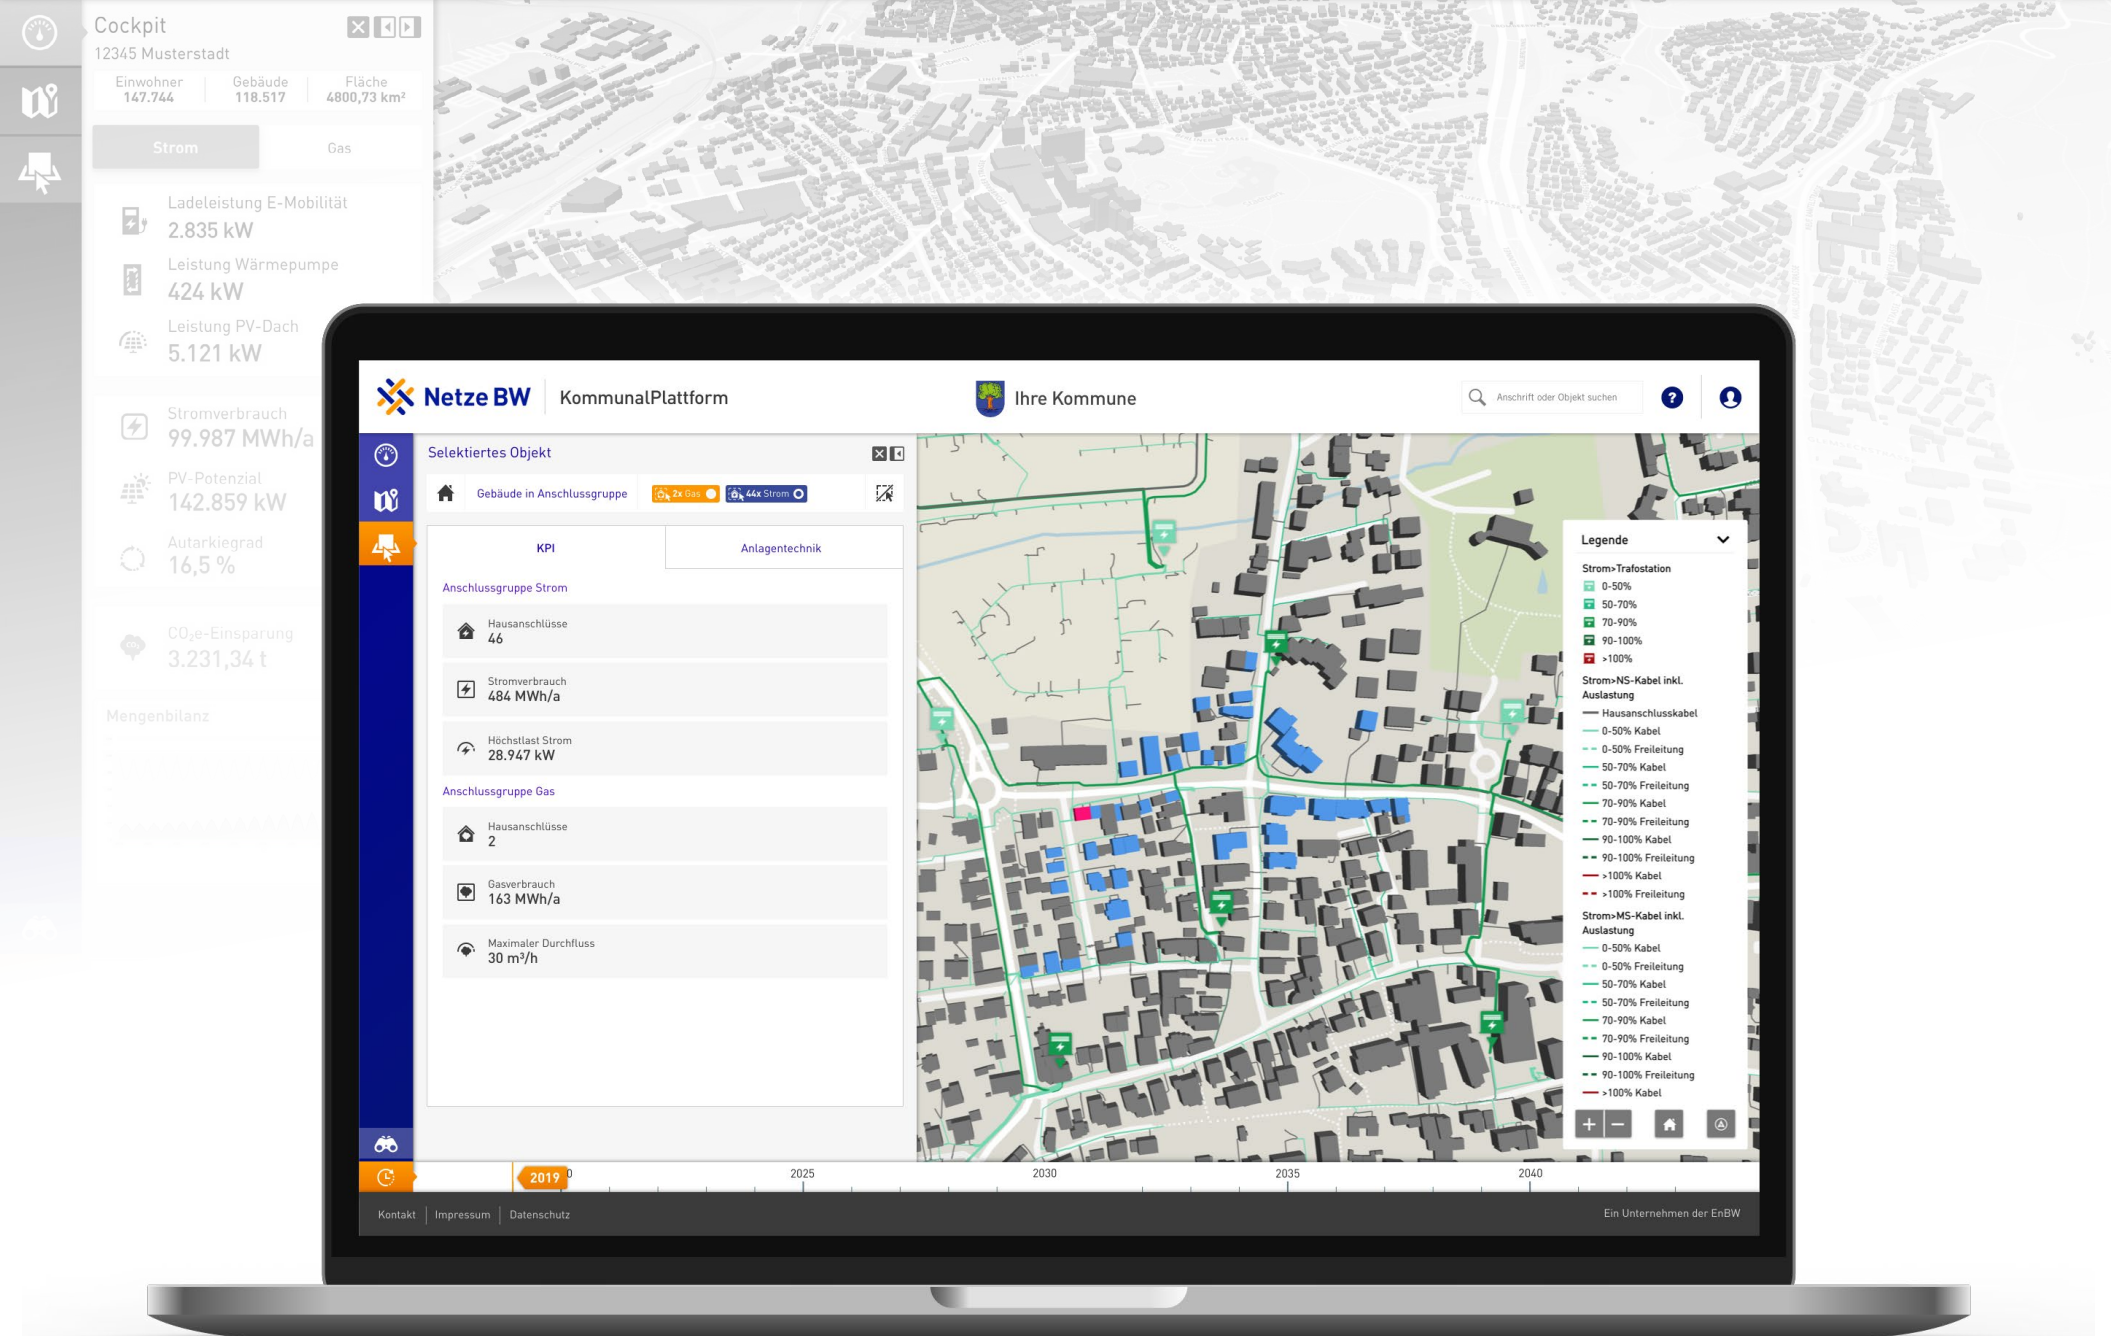 Cockpit
12345 Musterstadt
Einwohner
147.744
Gebäude
118.517
Fläche
4800,73 km²
Strom
Gas
Ladeleistung E-Mobilität
2.835 kW
Leistung Wärmepumpe
424 kW
Leistung PV-Dach
5.121 kW
Stromverbrauch
99.987 MWh/a
PV-Potenzial
142.859 kW
Autarkiegrad
16,5 %
CO₂e-Einsparung
3.231,34 t
Mengenbilanz
Netze BW
KommunalPlattform
Ihre Kommune
Anschrift oder Objekt suchen
?
Selektiertes Objekt
Gebäude in Anschlussgruppe
2x Gas
44x Strom
KPI
Anlagentechnik
Anschlussgruppe Strom
Hausanschlüsse
46
Stromverbrauch
484 MWh/a
Höchstlast Strom
28.947 kW
Anschlussgruppe Gas
Hausanschlüsse
2
Gasverbrauch
163 MWh/a
Maximaler Durchfluss
30 m³/h
Legende
Strom>Trafostation
0-50%
50-70%
70-90%
90-100%
>100%
Strom>NS-Kabel inkl.
Auslastung
Hausanschlusskabel
0-50% Kabel
0-50% Freileitung
50-70% Kabel
50-70% Freileitung
70-90% Kabel
70-90% Freileitung
90-100% Kabel
90-100% Freileitung
>100% Kabel
>100% Freileitung
Strom>MS-Kabel inkl.
Auslastung
0-50% Kabel
0-50% Freileitung
50-70% Kabel
50-70% Freileitung
70-90% Kabel
70-90% Freileitung
90-100% Kabel
90-100% Freileitung
>100% Kabel
2019
2025
2030
2035
2040
Kontakt
Impressum
Datenschutz
Ein Unternehmen der EnBW